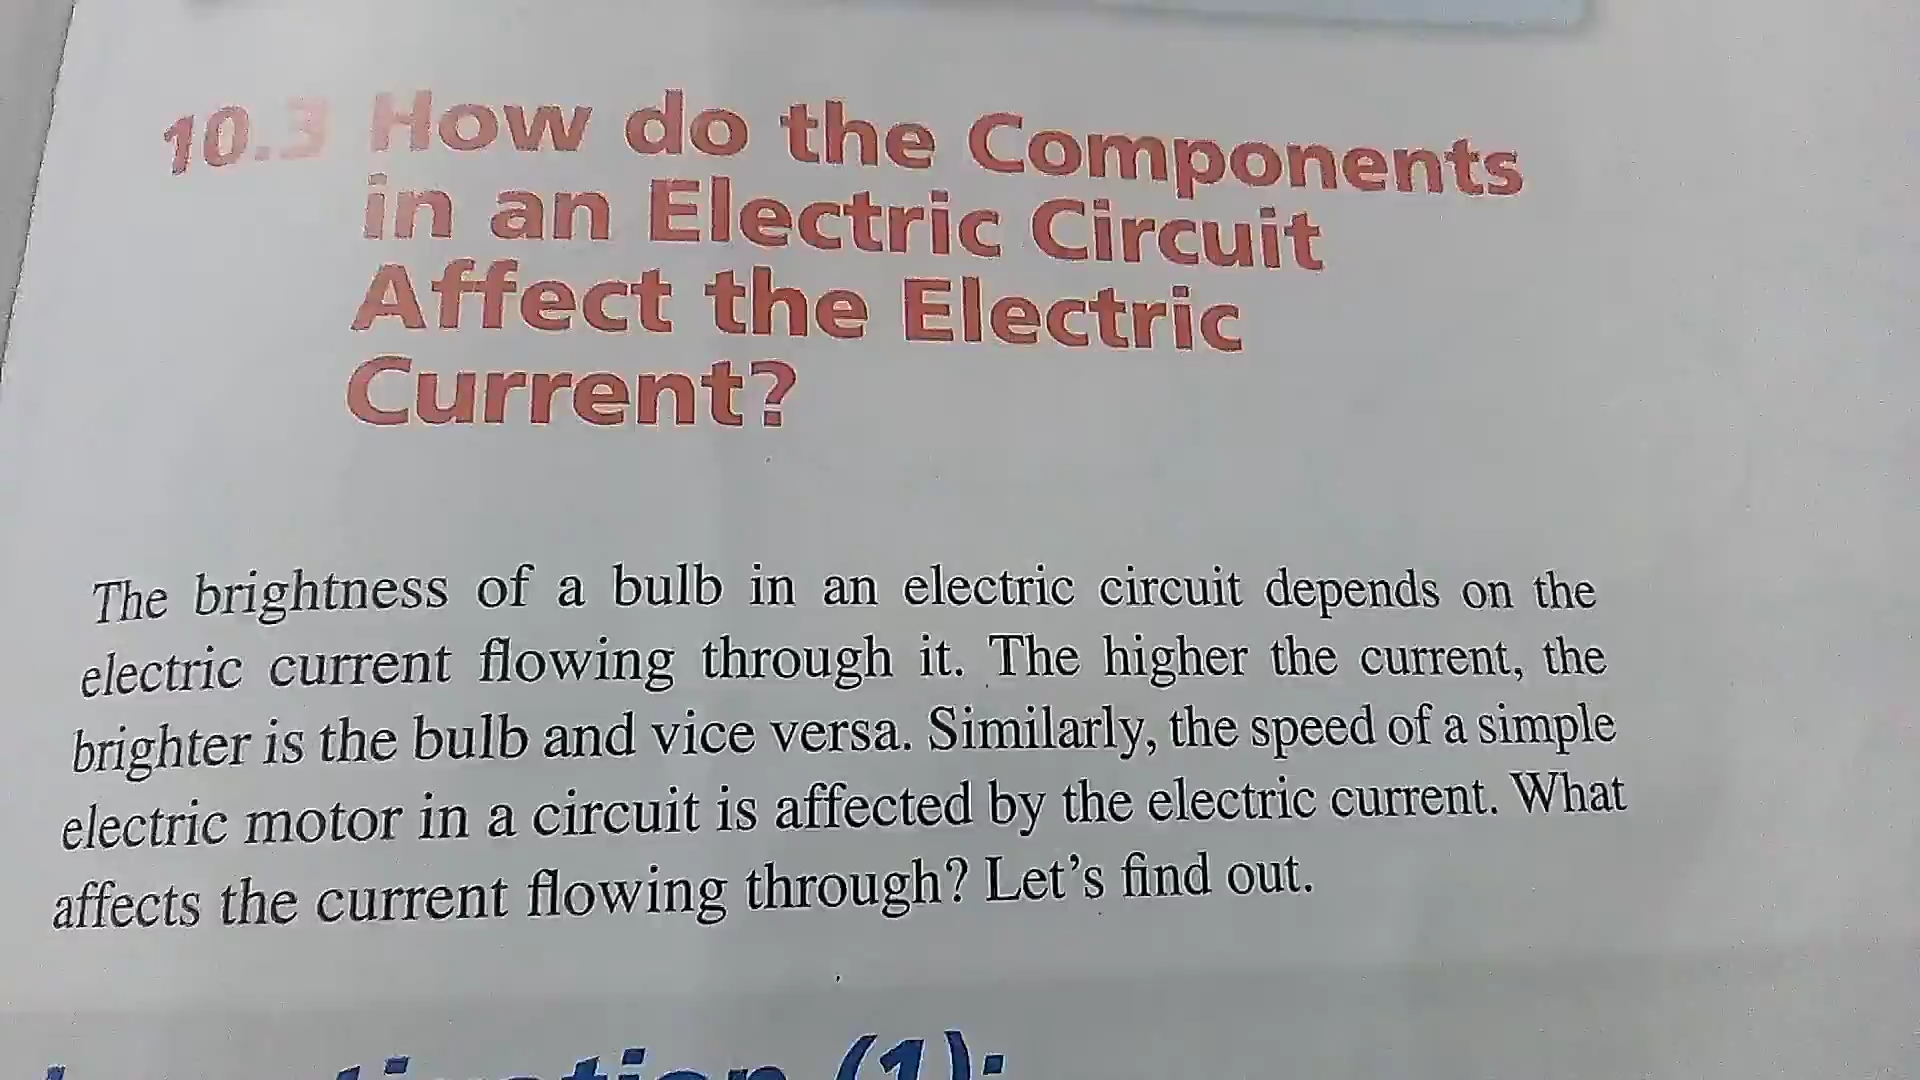 10.3 How do the Components
in an Electric Circuit
Affect the Electric
Current?
The brightness of a bulb in an electric circuit depends on the
electric current flowing through it. The higher the current, the
brighter is the bulb and vice versa. Similarly, the speed of a simple
electric motor in a circuit is affected by the electric current. What
affects the current flowing through? Let's find out.
(1):